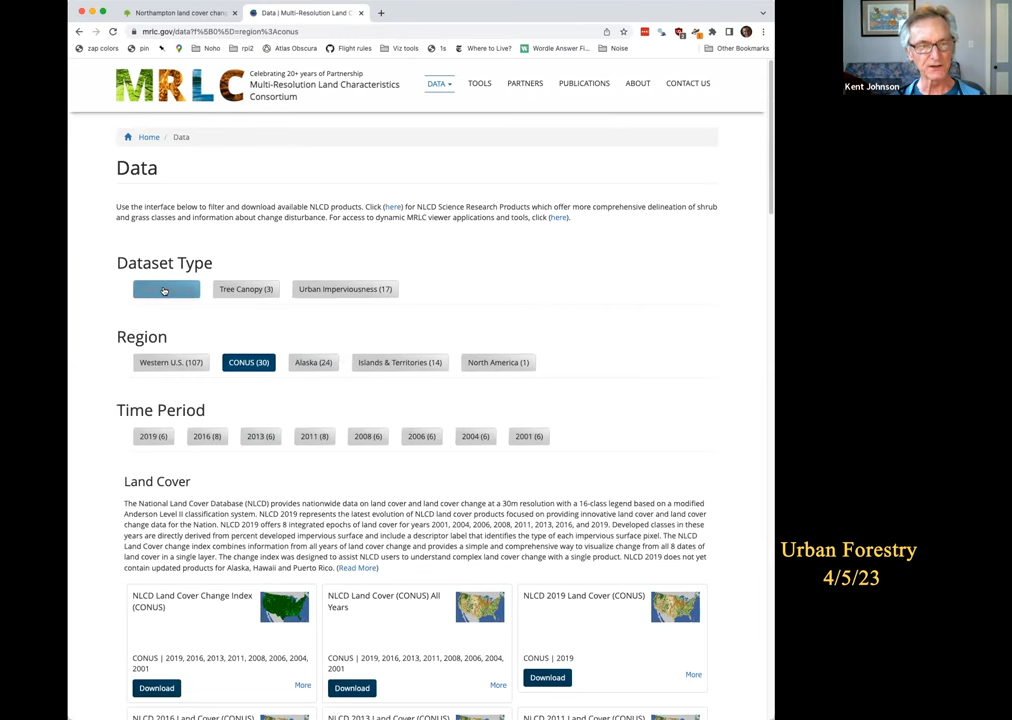 Northampton land cover chang
Data | Multi-Resolution Land C
mrlc.gov/data?f%5B0%5D=region%3Aconus
zap colors
pin
Noho
rpi2
Atlas Obscura
Flight rules
Viz tools
1s
Where to Live?
Wordle Answer Fi...
Noise
Other Bookmarks
MRLC
Celebrating 20+ years of Partnership
Multi-Resolution Land Characteristics
Consortium
DATA
TOOLS
PARTNERS
PUBLICATIONS
ABOUT
CONTACT US
Kent Johnson
Home / Data
Data
Use the interface below to filter and download available NLCD products. Click (here) for NLCD Science Research Products which offer more comprehensive delineation of shrub
and grass classes and information about change disturbance. For access to dynamic MRLC viewer applications and tools, click (here).
Dataset Type
Tree Canopy (3)
Urban Imperviousness (17)
Region
Western U.S. (107)
CONUS (30)
Alaska (24)
Islands & Territories (14)
North America (1)
Time Period
2019 (6)
2016 (8)
2013 (6)
2011 (8)
2008 (6)
2006 (6)
2004 (6)
2001 (6)
Land Cover
The National Land Cover Database (NLCD) provides nationwide data on land cover and land cover change at a 30m resolution with a 16-class legend based on a modified
Anderson Level II classification system. NLCD 2019 represents the latest evolution of NLCD land cover products focused on providing innovative land cover and land cover
change data for the Nation. NLCD 2019 offers 8 integrated epochs of land cover for years 2001, 2004, 2006, 2008, 2011, 2013, 2016, and 2019. Developed classes in these
years are directly derived from percent developed impervious surface and include a descriptor label that identifies the type of each impervious surface pixel. The NLCD
Land Cover change index combines information from all years of land cover change and provides a simple and comprehensive way to visualize change from all 8 dates of
land cover in a single layer. The change index was designed to assist NLCD users to understand complex land cover change with a single product. NLCD 2019 does not yet
contain updated products for Alaska, Hawaii and Puerto Rico. (Read More)
Urban Forestry
4/5/23
NLCD Land Cover Change Index
(CONUS)
CONUS | 2019, 2016, 2013, 2011, 2008, 2006, 2004,
2001
Download
More
NLCD Land Cover (CONUS) All
Years
CONUS | 2019, 2016, 2013, 2011, 2008, 2006, 2004,
2001
Download
More
NLCD 2019 Land Cover (CONUS)
CONUS | 2019
Download
More
NLCD 2016 Land Cover (CONUS)
NLCD 2013 Land Cover (CONUS)
NLCD 2011 Land Cover (CONUS)